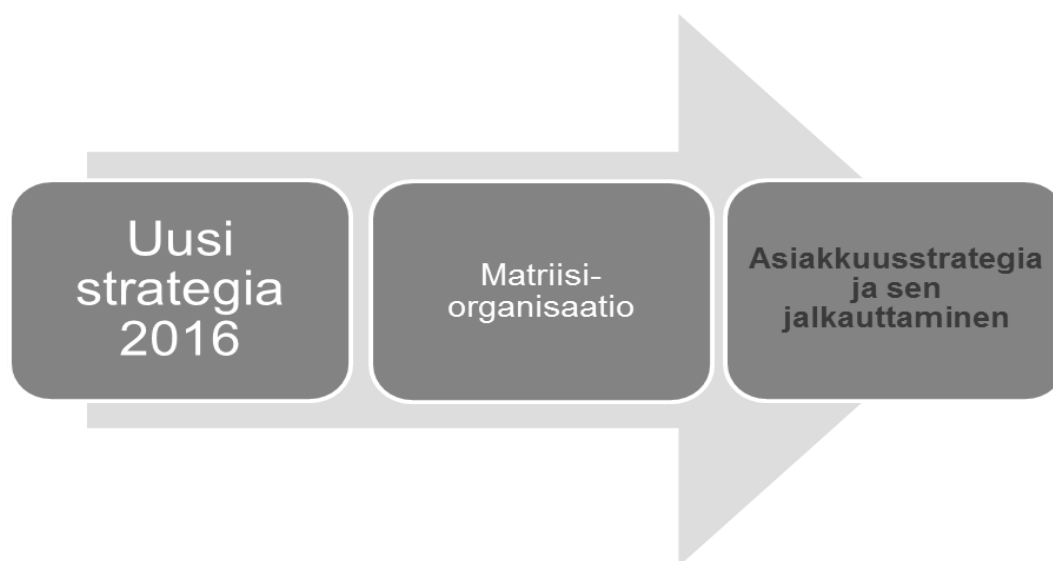 Uusi
strategia
2016
Matriisi-
organisaatio
Asiakkuusstrategia
ja sen
jalkauttaminen